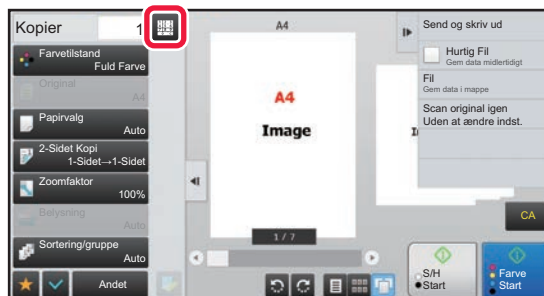 Kopier 1
Farvetilstand
Fuld Farve
Original
A4
Papirvalg
Auto
2-Sidet Kopi
1-Sidet→1-Sidet
Zoomfaktor
100%
Belysning
Auto
Sortering/gruppe
Auto
Andet
A4
A4
Image
1 / 7
Send og skriv ud
Hurtig Fil
Gem data midlertidigt
Fil
Gem data i mappe
Scan original igen
Uden at ændre indst.
CA
S/H
Start
Farve
Start